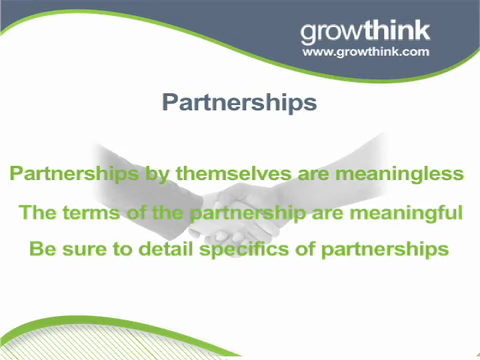 growthink
www.growthink.com
Partnerships
Partnerships by themselves are meaningless
The terms of the partnership are meaningful
Be sure to detail specifics of partnerships